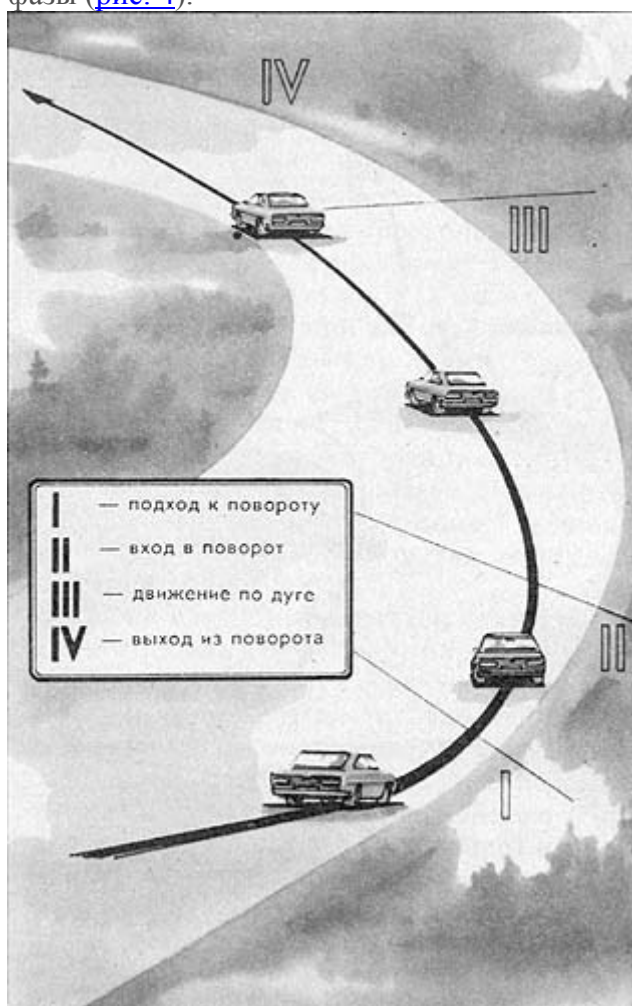 фазы (рис. 4).
IV
III
I — подход к повороту
II — вход в поворот
III — движение по дуге
IV — выход из поворота
II
I